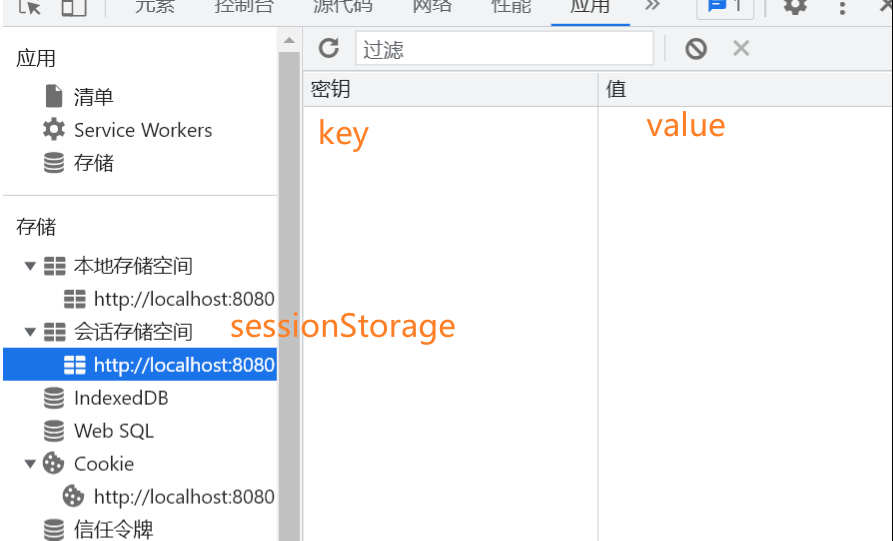 元素 控制台 源代码 网络 性能 应用 » 1
应用
清单
Service Workers
存储
存储
本地存储空间
http://localhost:8080
会话存储空间
http://localhost:8080
IndexedDB
Web SQL
Cookie
http://localhost:8080
信任令牌
过滤
密钥 值
key value
sessionStorage